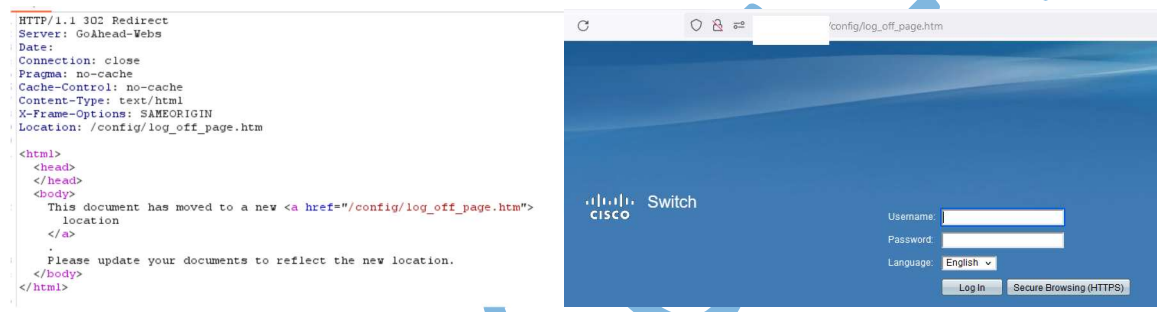 HTTP/1.1 302 Redirect
Server: GoAhead-Webs
Date:
Connection: close
Pragma: no-cache
Cache-Control: no-cache
Content-Type: text/html
X-Frame-Options: SAMEORIGIN
Location: /config/log_off_page.htm
<html>
<head>
</head>
<body>
This document has moved to a new <a href="/config/log_off_page.htm">
location
</a>
.
Please update your documents to reflect the new location.
</body>
</html>
/config/log_off_page.htm
CISCO Switch
Username:
Password:
Language: English
Log In Secure Browsing (HTTPS)